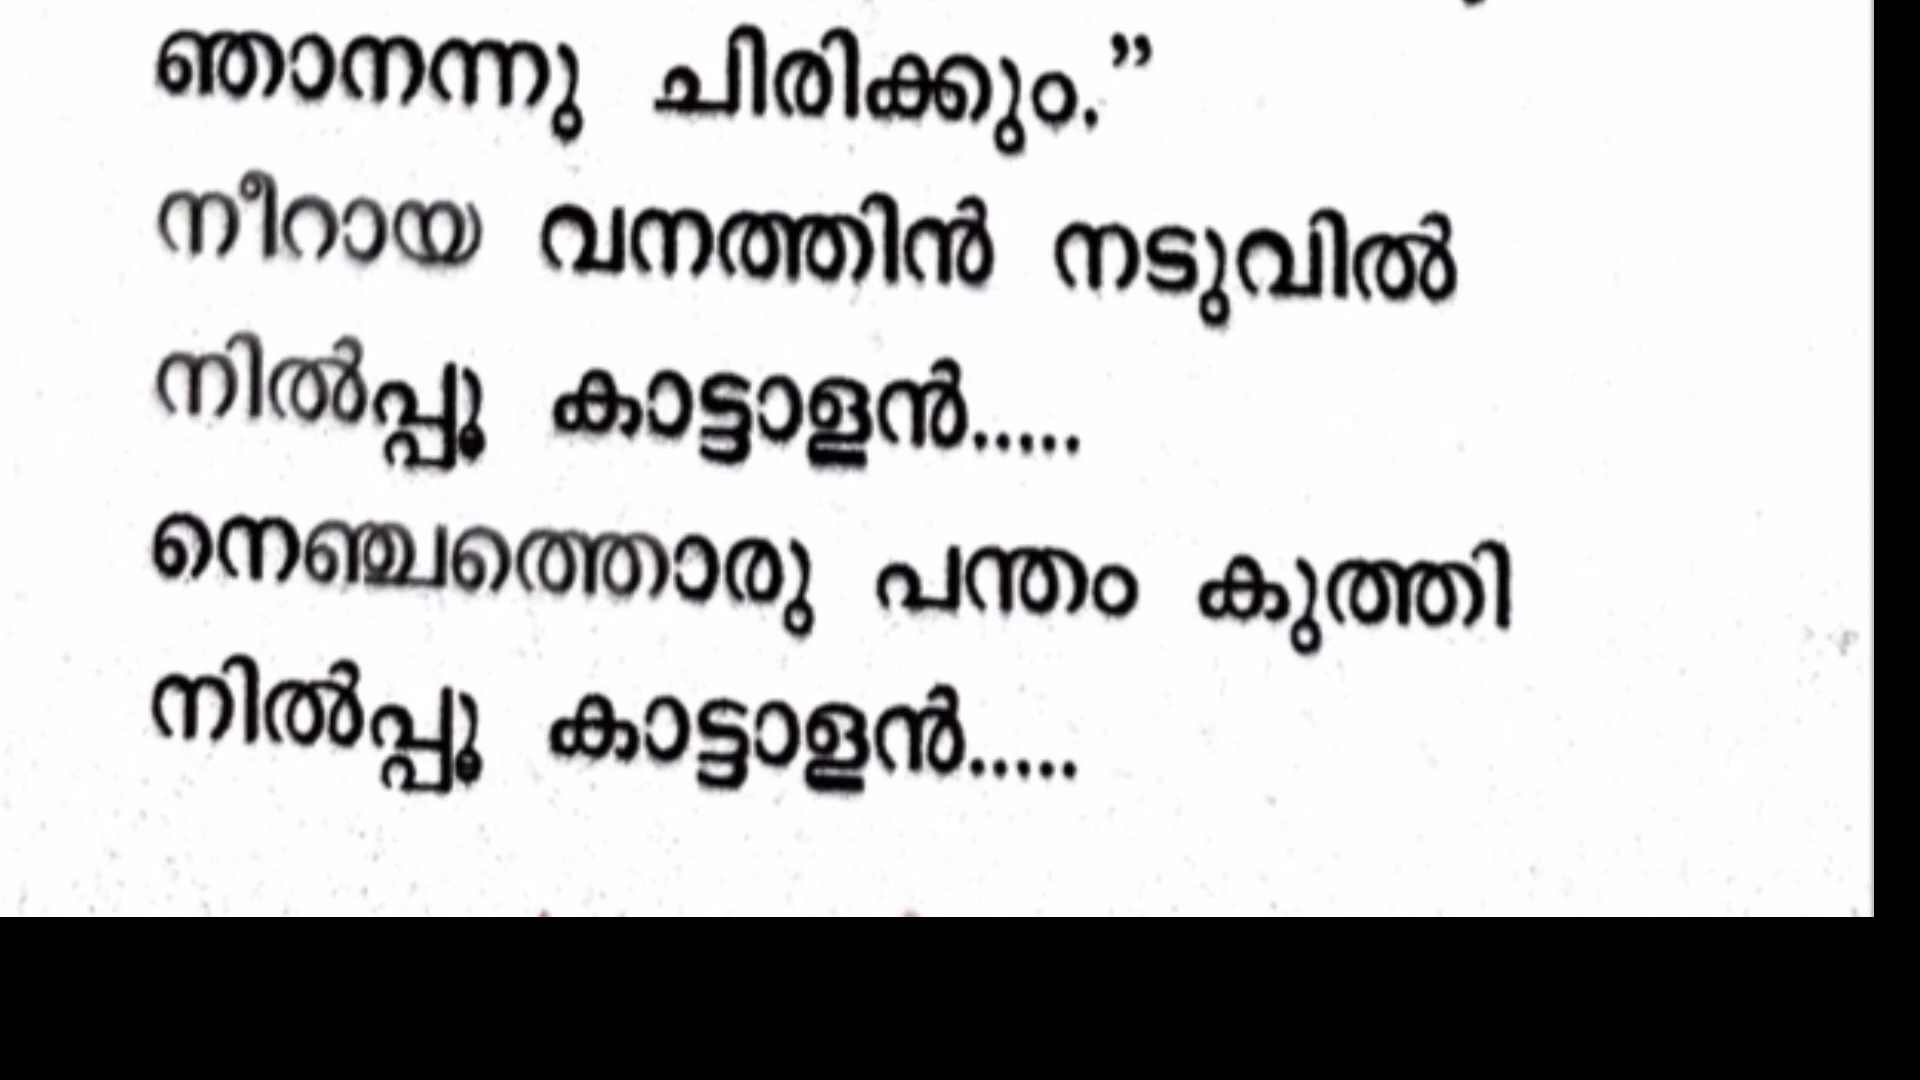 ഞാനന്നു ചിരിക്കും.”
നീറായ വനത്തിൻ നടുവിൽ
നിൽപ്പൂ കാട്ടാളൻ.....
നെഞ്ചത്തൊരു പന്തം കുത്തി
നിൽപ്പൂ കാട്ടാളൻ.....